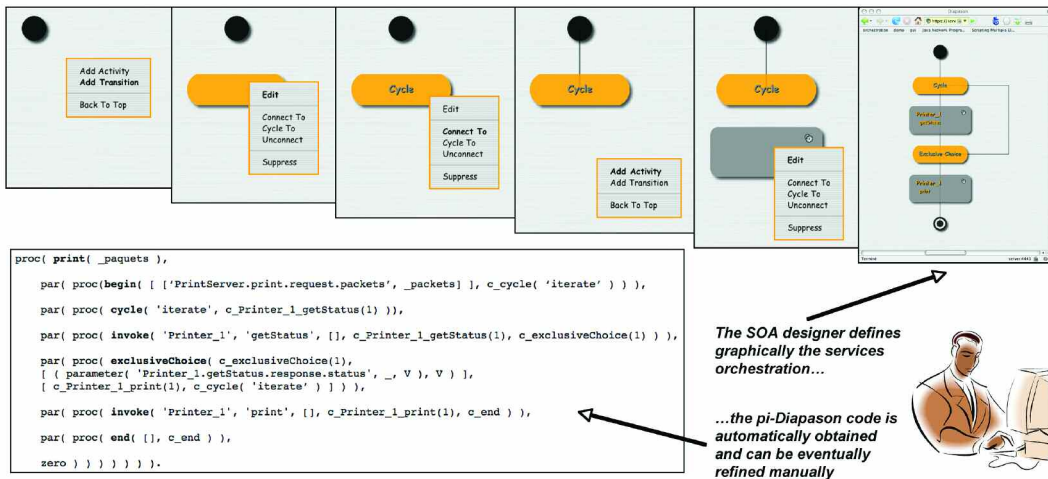 Add Activity
Add Transition
Back To Top
Edit
Connect To
Cycle To
Unconnect
Suppress
Cycle
Edit
Connect To
Cycle To
Unconnect
Suppress
Cycle
Add Activity
Add Transition
Back To Top
Cycle
Edit
Connect To
Cycle To
Unconnect
Suppress
Diapason
Cycle
Printer_1
Exclusive Choice
print
proc( print( _paquets ),
par( proc(begin( [ ['PrintServer.print.request.packets', _packets] ], c_cycle( 'iterate' ) ) ),
par( proc( cycle( 'iterate', c_Printer_1_getStatus(1) )),
par( proc( invoke( 'Printer_1', 'getStatus', [], c_Printer_1_getStatus(1), c_exclusiveChoice(1) ) ),
par( proc( exclusiveChoice( c_exclusiveChoice(1),
[ ( parameter( 'Printer_1.getStatus.response.status', _, V ), V ) ],
[ c_Printer_1_print(1), c_cycle( 'iterate' ) ] ) ),
par( proc( invoke( 'Printer_1', 'print', [], c_Printer_1_print(1), c_end ) ),
par( proc( end( [], c_end ) ),
zero ) ) ) ) ) ) ).
The SOA designer defines
graphically the services
orchestration...
...the pi-Diapason code is
automatically obtained
and can be eventually
refined manually